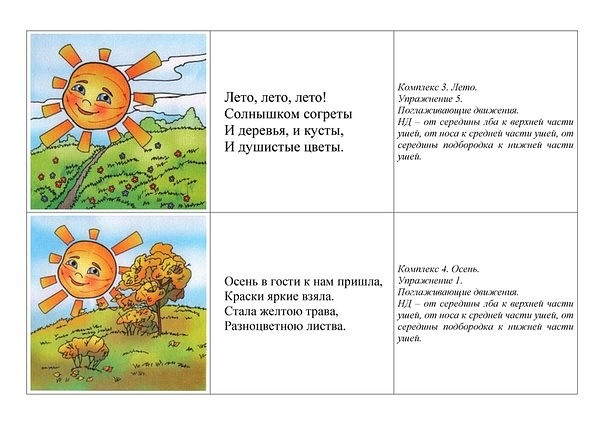 Лето, лето, лето!
Солнышком согреты
И деревья, и кусты,
И душистые цветы.
Комплекс 3. Лето.
Упражнение 5.
Поглаживающие движения.
НД – от середины лба к верхней части
ушей, от носа к средней части ушей, от
середины подбородка к нижней части
ушей.
Осень в гости к нам пришла,
Краски яркие взяла.
Стала желтою трава,
Разноцветною листва.
Комплекс 4. Осень.
Упражнение 1.
Поглаживающие движения.
НД – от середины лба к верхней части
ушей, от носа к средней части ушей, от
середины подбородка к нижней части
ушей.